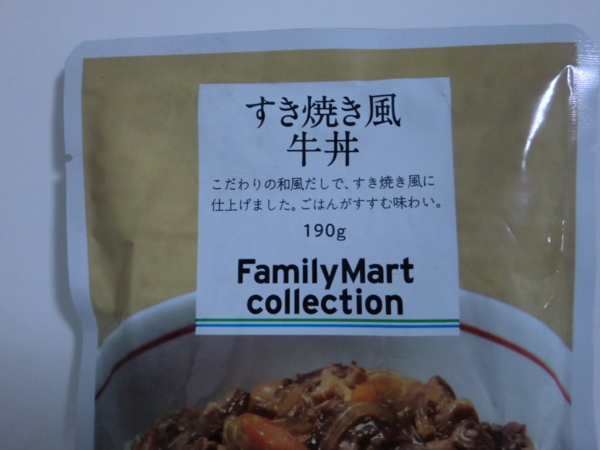 すき焼き風
牛丼
こだわりの和風だしで、すき焼き風に
仕上げました。ごはんがすすむ味わい。
190g
FamilyMart
collection